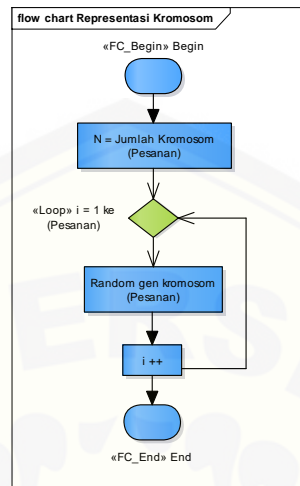 flow chart Representasi Kromosom
«FC_Begin» Begin
N = Jumlah Kromosom
(Pesanan)
«Loop» i = 1 ke
(Pesanan)
Random gen kromosom
(Pesanan)
i ++
«FC_End» End